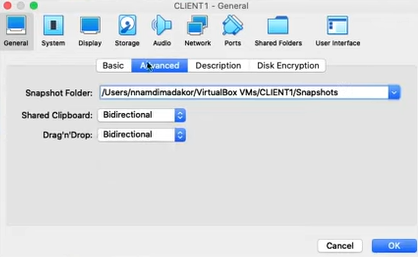 CLIENT1 - General
General System Display Storage Audio Network Ports Shared Folders User Interface
Basic Advanced Description Disk Encryption
Snapshot Folder: /Users/nnamdimadakor/VirtualBox VMs/CLIENT1/Snapshots
Shared Clipboard: Bidirectional
Drag'n'Drop: Bidirectional
Cancel OK